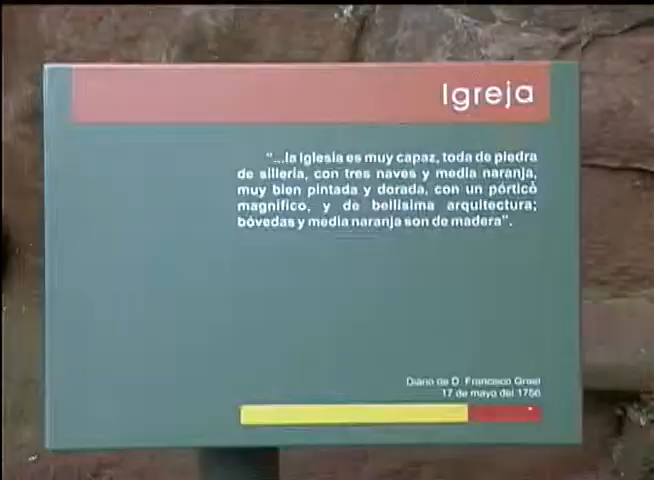 Igreja
"...la Iglesia es muy capaz, toda de piedra
de sillería, con tres naves y media naranja,
muy bien pintada y dorada, con un pórtico
magnifico, y de bellisima arquitectura;
bóvedas y media naranja son de madera".
Diario de D. Francisco Graell
17 de mayo del 1756